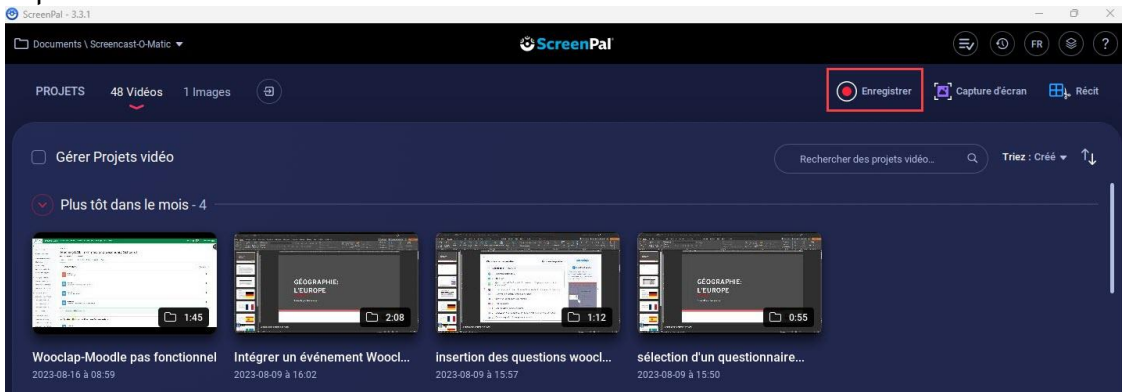 ScreenPal - 3.3.1
Documents \ Screencast-O-Matic
ScreenPal
FR
?
PROJETS 48 Vidéos 1 Images
Enregistrer Capture d'écran Récit
Gérer Projets vidéo
Rechercher des projets vidéo...
Triez : Créé
Plus tôt dans le mois - 4
GÉOGRAPHIE:
L'EUROPE
GÉOGRAPHIE:
L'EUROPE
1:45 2:08 1:12 0:55
Wooclap-Moodle pas fonctionnel Intégrer un événement Woocl... insertion des questions woocl... sélection d'un questionnaire...
2023-08-16 à 08:59 2023-08-09 à 16:02 2023-08-09 à 15:57 2023-08-09 à 15:50